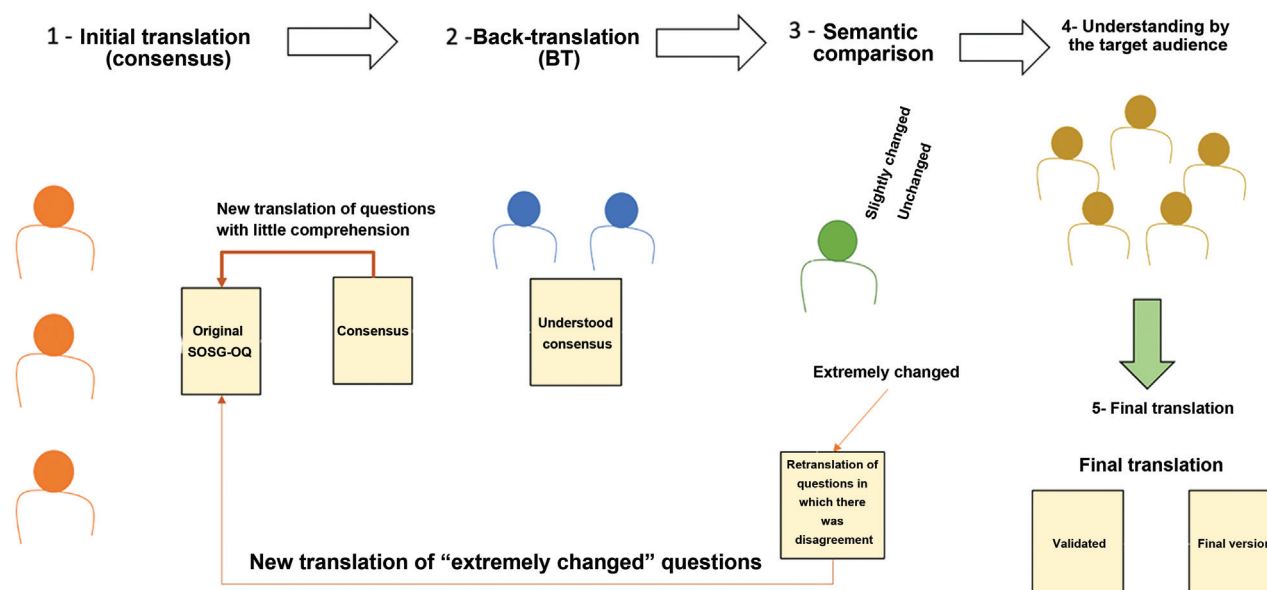 1 - Initial translation
(consensus)
2 -Back-translation
(BT)
3 - Semantic
comparison
4- Understanding by
the target audience
Slightly changed
Unchanged
New translation of questions
with little comprehension
Original
SOSG-OQ
Consensus
Understood
consensus
Extremely changed
Retranslation of
questions in
which there
was
disagreement
New translation of “extremely changed” questions
5- Final translation
Final translation
Validated
Final version